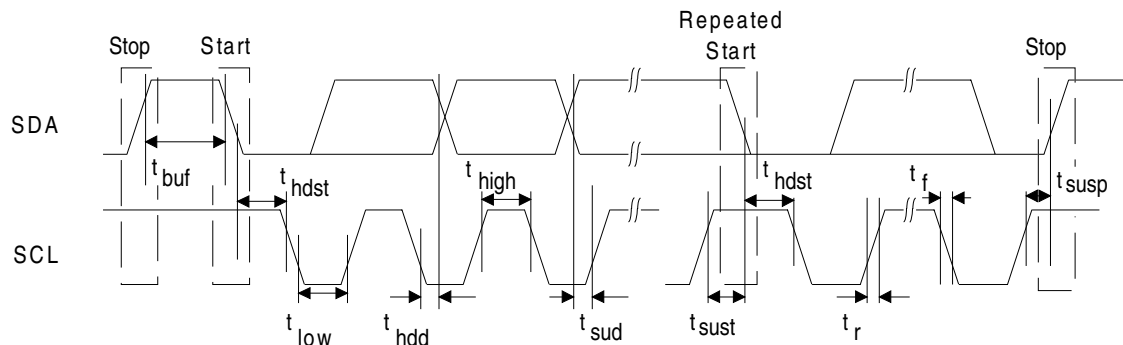 Repeated
Stop Start Start Stop
SDA
t buf t hdst t high t hdst t f t susp
SCL
t low t hdd t sud t sust t r